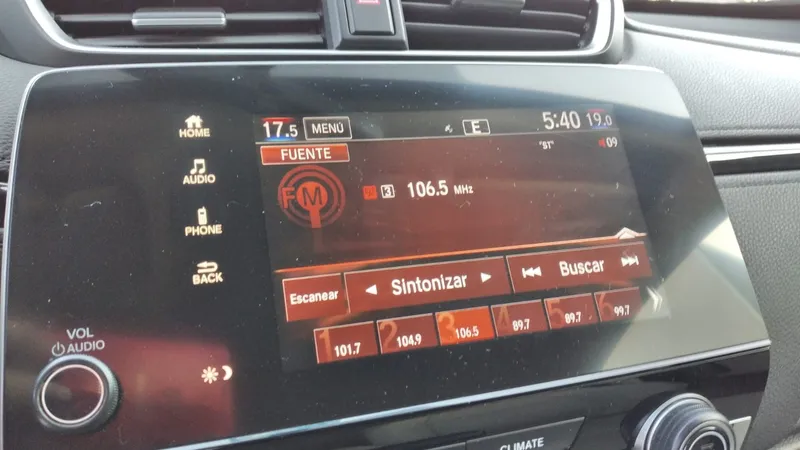 HOME
AUDIO
PHONE
BACK
VOL
AUDIO
17.5 MENÚ E 5:40 19.0
FUENTE "ST" 09
FM 3 106.5 MHz
Escanear Sintonizar Buscar
1 101.7 2 104.9 3 106.5 4 89.7 5 89.7 6 99.7
CLIMATE